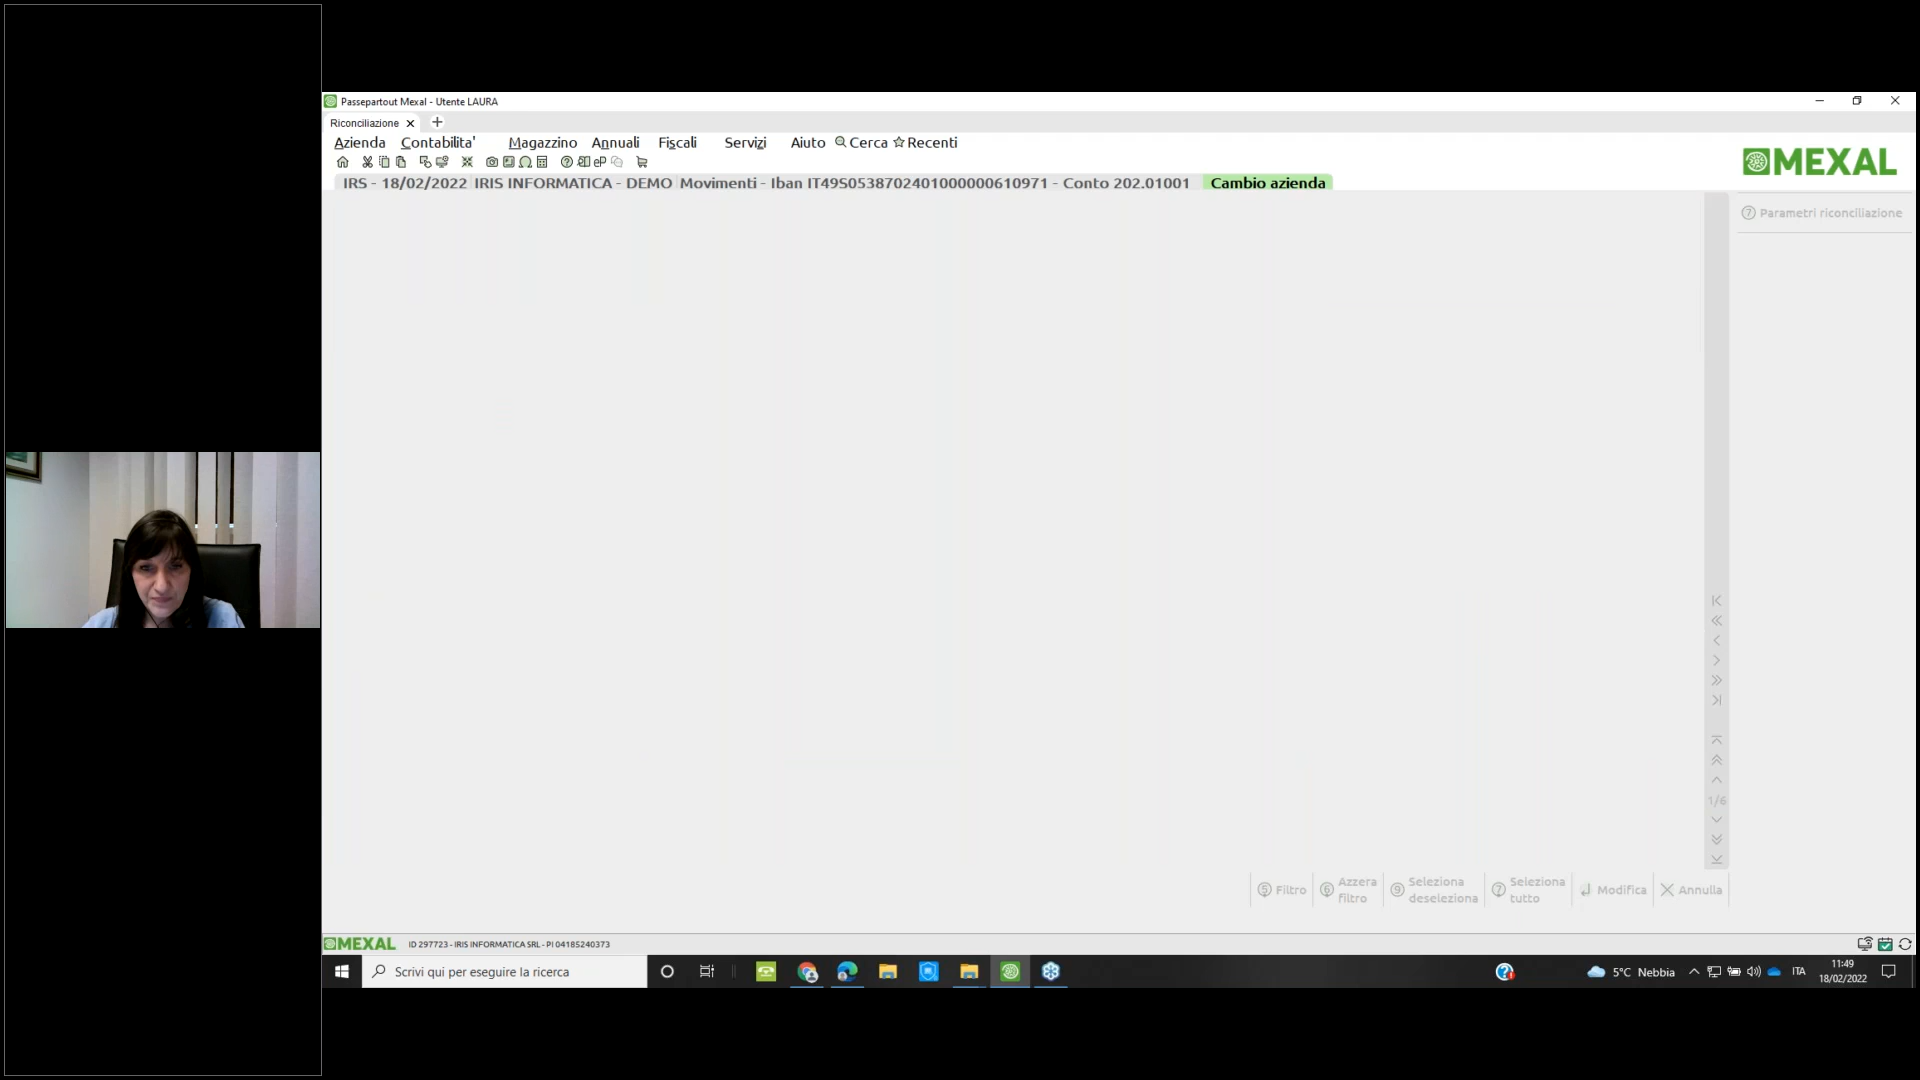 Passepartout Mexal - Utente LAURA
Riconciliazione
Azienda Contabilita' Magazzino Annuali Fiscali Servizi Aiuto Cerca Recenti
MEXAL
IRS - 18/02/2022 IRIS INFORMATICA - DEMO Movimenti - Iban IT49S0538702401000000610971 - Conto 202.01001 Cambio azienda
Parametri riconciliazione
1/6
Filtro
Azzera
filtro
Seleziona
deseleziona
Seleziona
tutto
Modifica
Annulla
MEXAL ID 297723 - IRIS INFORMATICA SRL - PI 04185240373
Scrivi qui per eseguire la ricerca
5°C Nebbia
ITA
11:49
18/02/2022